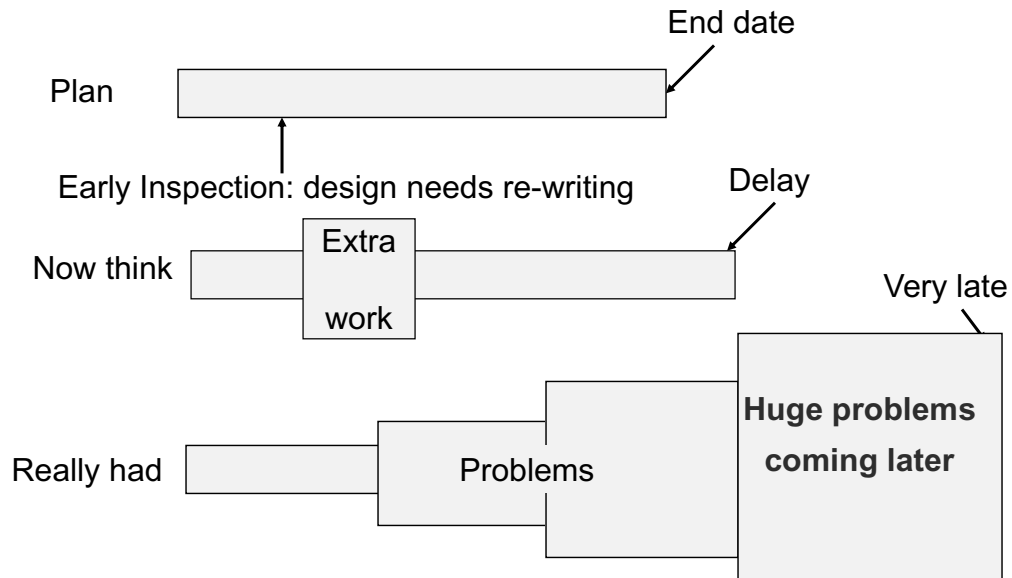 End date
Plan
Early Inspection: design needs re-writing
Delay
Extra
Now think
work
Very late
Huge problems
coming later
Really had
Problems